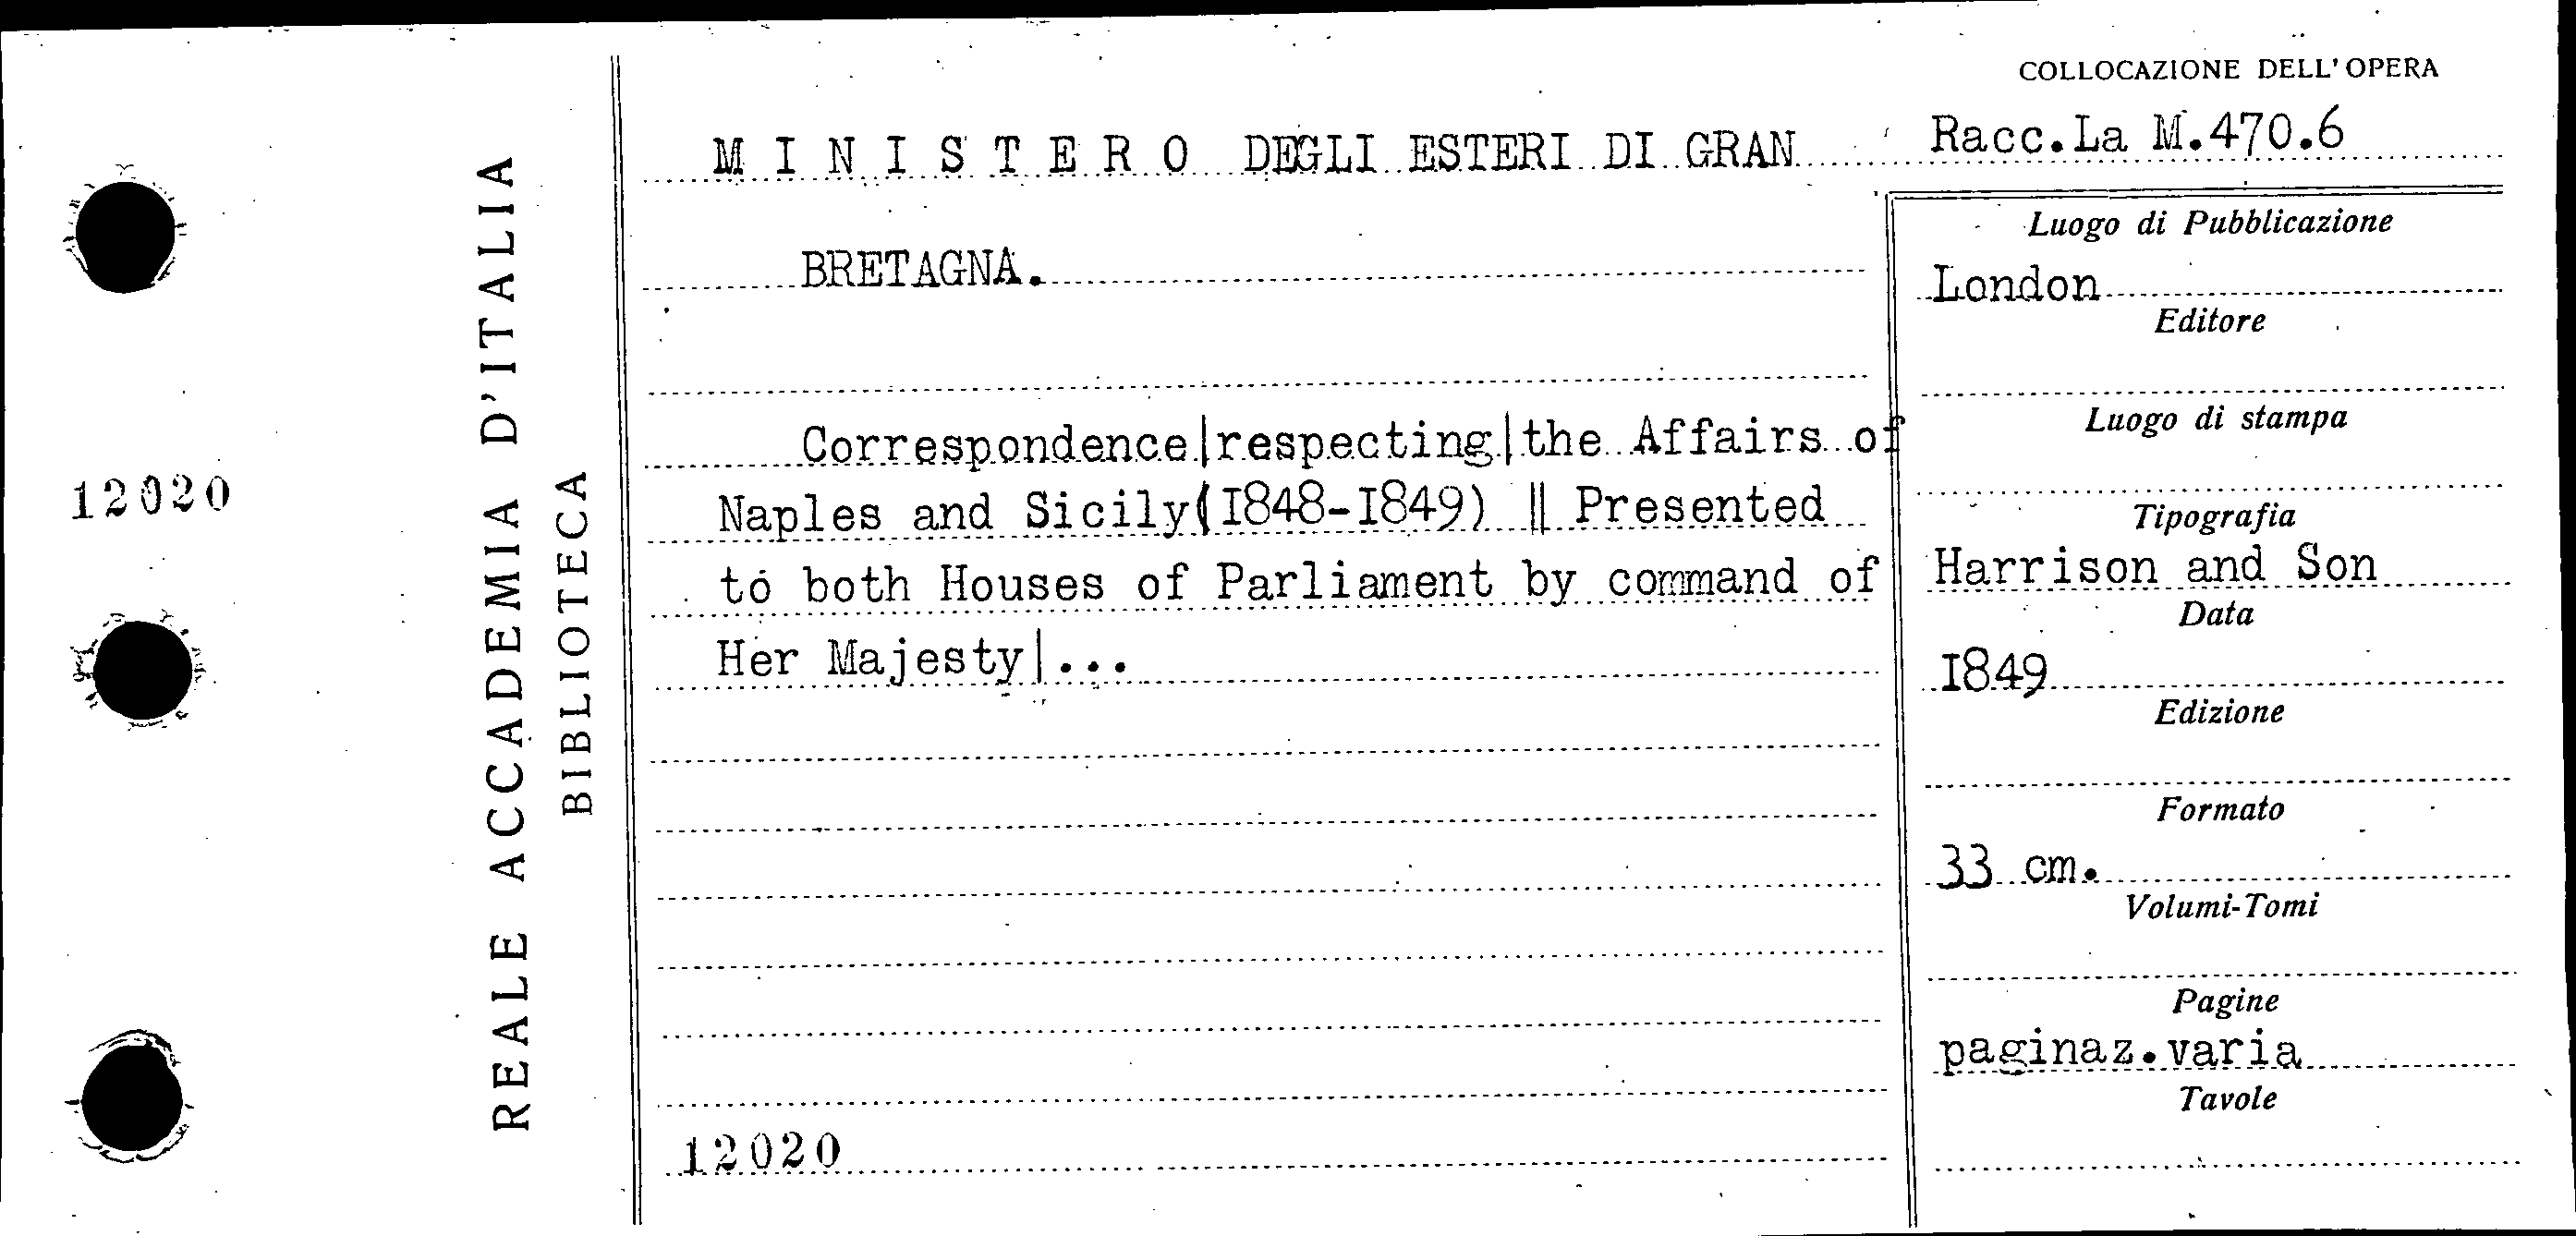 12020
REALE ACCADEMIA D'ITALIA
BIBLIOTECA
MINISTERO DEGLI ESTERI DI GRAN
BRETAGNA.
Correspondence|respecting|the Affairs of
Naples and Sicily(1848-1849) || Presented
to both Houses of Parliament by command of
Her Majesty|...
12020
COLLOCAZIONE DELL'OPERA
Racc.La M.470.6
Luogo di Pubblicazione
London
Editore
Luogo di stampa
Tipografia
Harrison and Son
Data
1849
Edizione
Formato
33 cm.
Volumi-Tomi
Pagine
paginaz.varia
Tavole